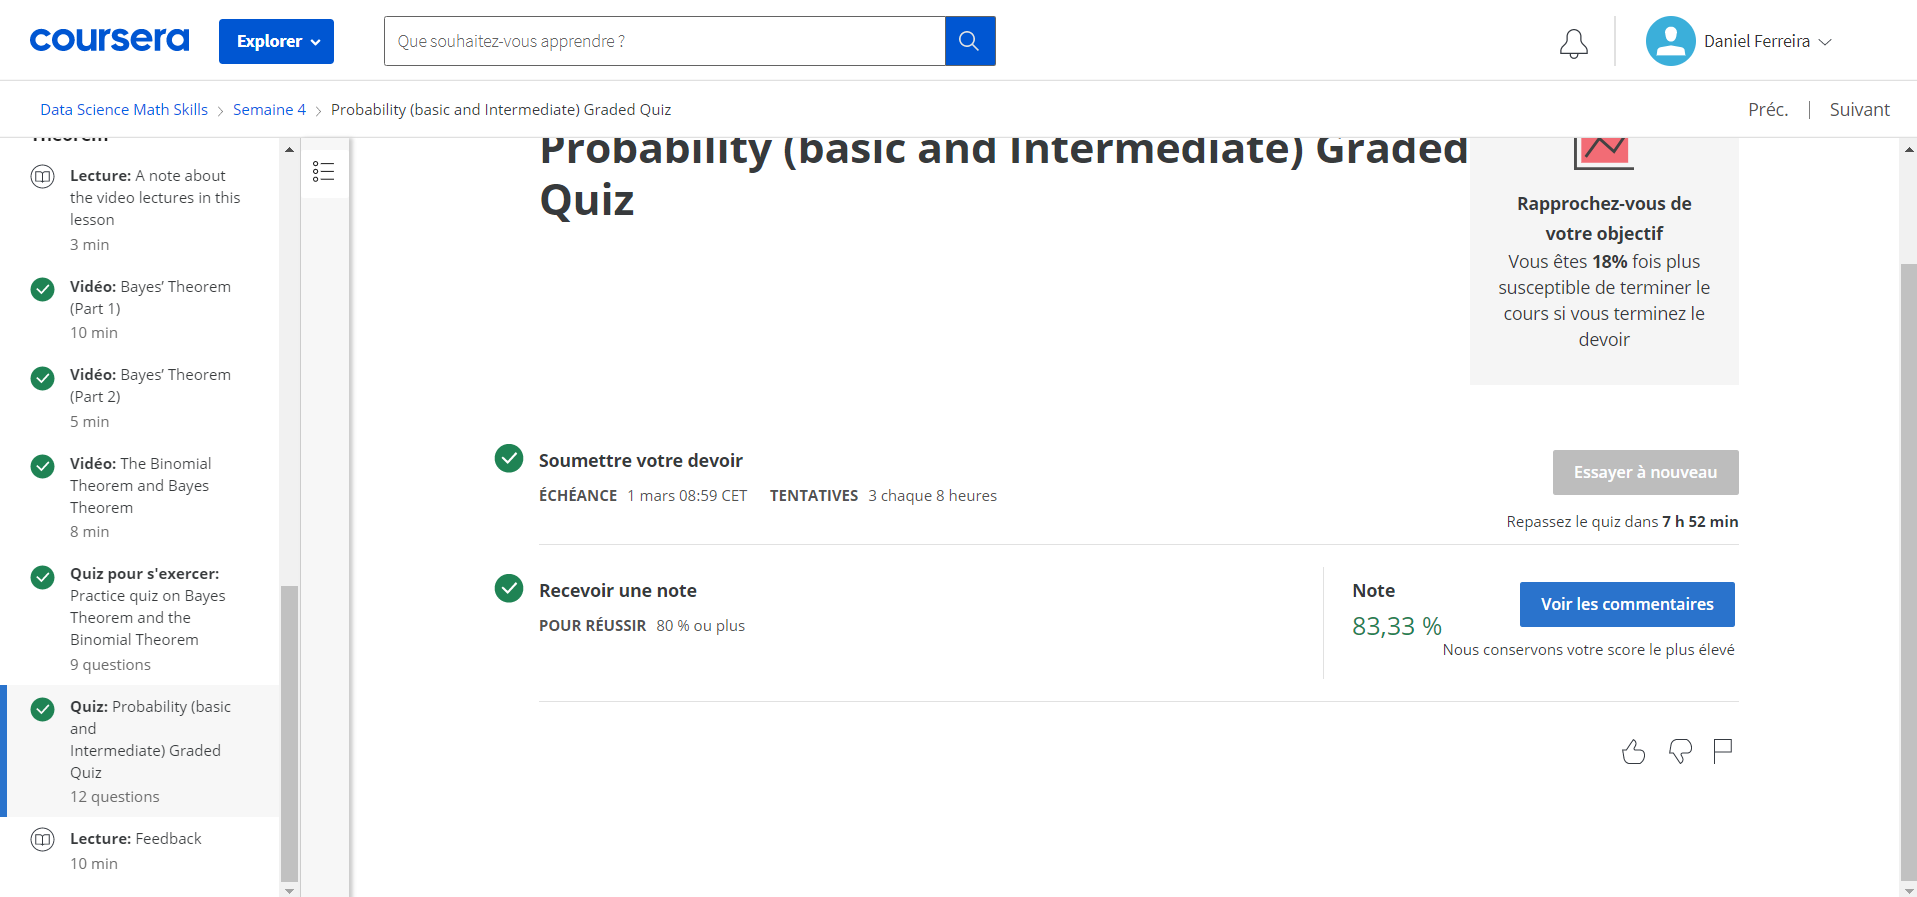 coursera
Explorer
Que souhaitez-vous apprendre ?
Daniel Ferreira
Data Science Math Skills
Semaine 4
Probability (basic and Intermediate) Graded Quiz
Préc.
Suivant
Theorem
Lecture: A note about
the video lectures in this
lesson
3 min
Vidéo: Bayes’ Theorem
(Part 1)
10 min
Vidéo: Bayes’ Theorem
(Part 2)
5 min
Vidéo: The Binomial
Theorem and Bayes
Theorem
8 min
Quiz pour s'exercer:
Practice quiz on Bayes
Theorem and the
Binomial Theorem
9 questions
Quiz: Probability (basic
and
Intermediate) Graded
Quiz
12 questions
Lecture: Feedback
10 min
Probability (basic and Intermediate) Graded
Quiz
Rapprochez-vous de
votre objectif
Vous êtes 18% fois plus
susceptible de terminer le
cours si vous terminez le
devoir
Soumettre votre devoir
ÉCHÉANCE 1 mars 08:59 CET TENTATIVES 3 chaque 8 heures
Essayer à nouveau
Repassez le quiz dans 7 h 52 min
Recevoir une note
POUR RÉUSSIR 80 % ou plus
Note
83,33 %
Voir les commentaires
Nous conservons votre score le plus élevé